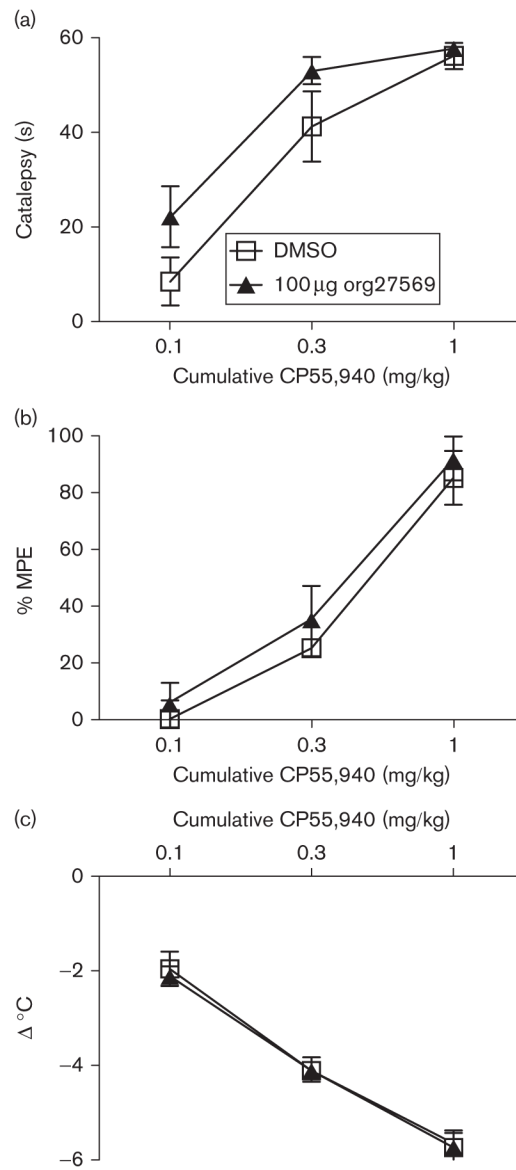 (a)
60
40
20
0
Catalepsy (s)
DMSO
100 μg org27569
0.1 0.3 1
Cumulative CP55,940 (mg/kg)
(b)
100
80
60
40
20
0
% MPE
0.1 0.3 1
Cumulative CP55,940 (mg/kg)
(c)
Cumulative CP55,940 (mg/kg)
0.1 0.3 1
0
−2
−4
−6
Δ °C